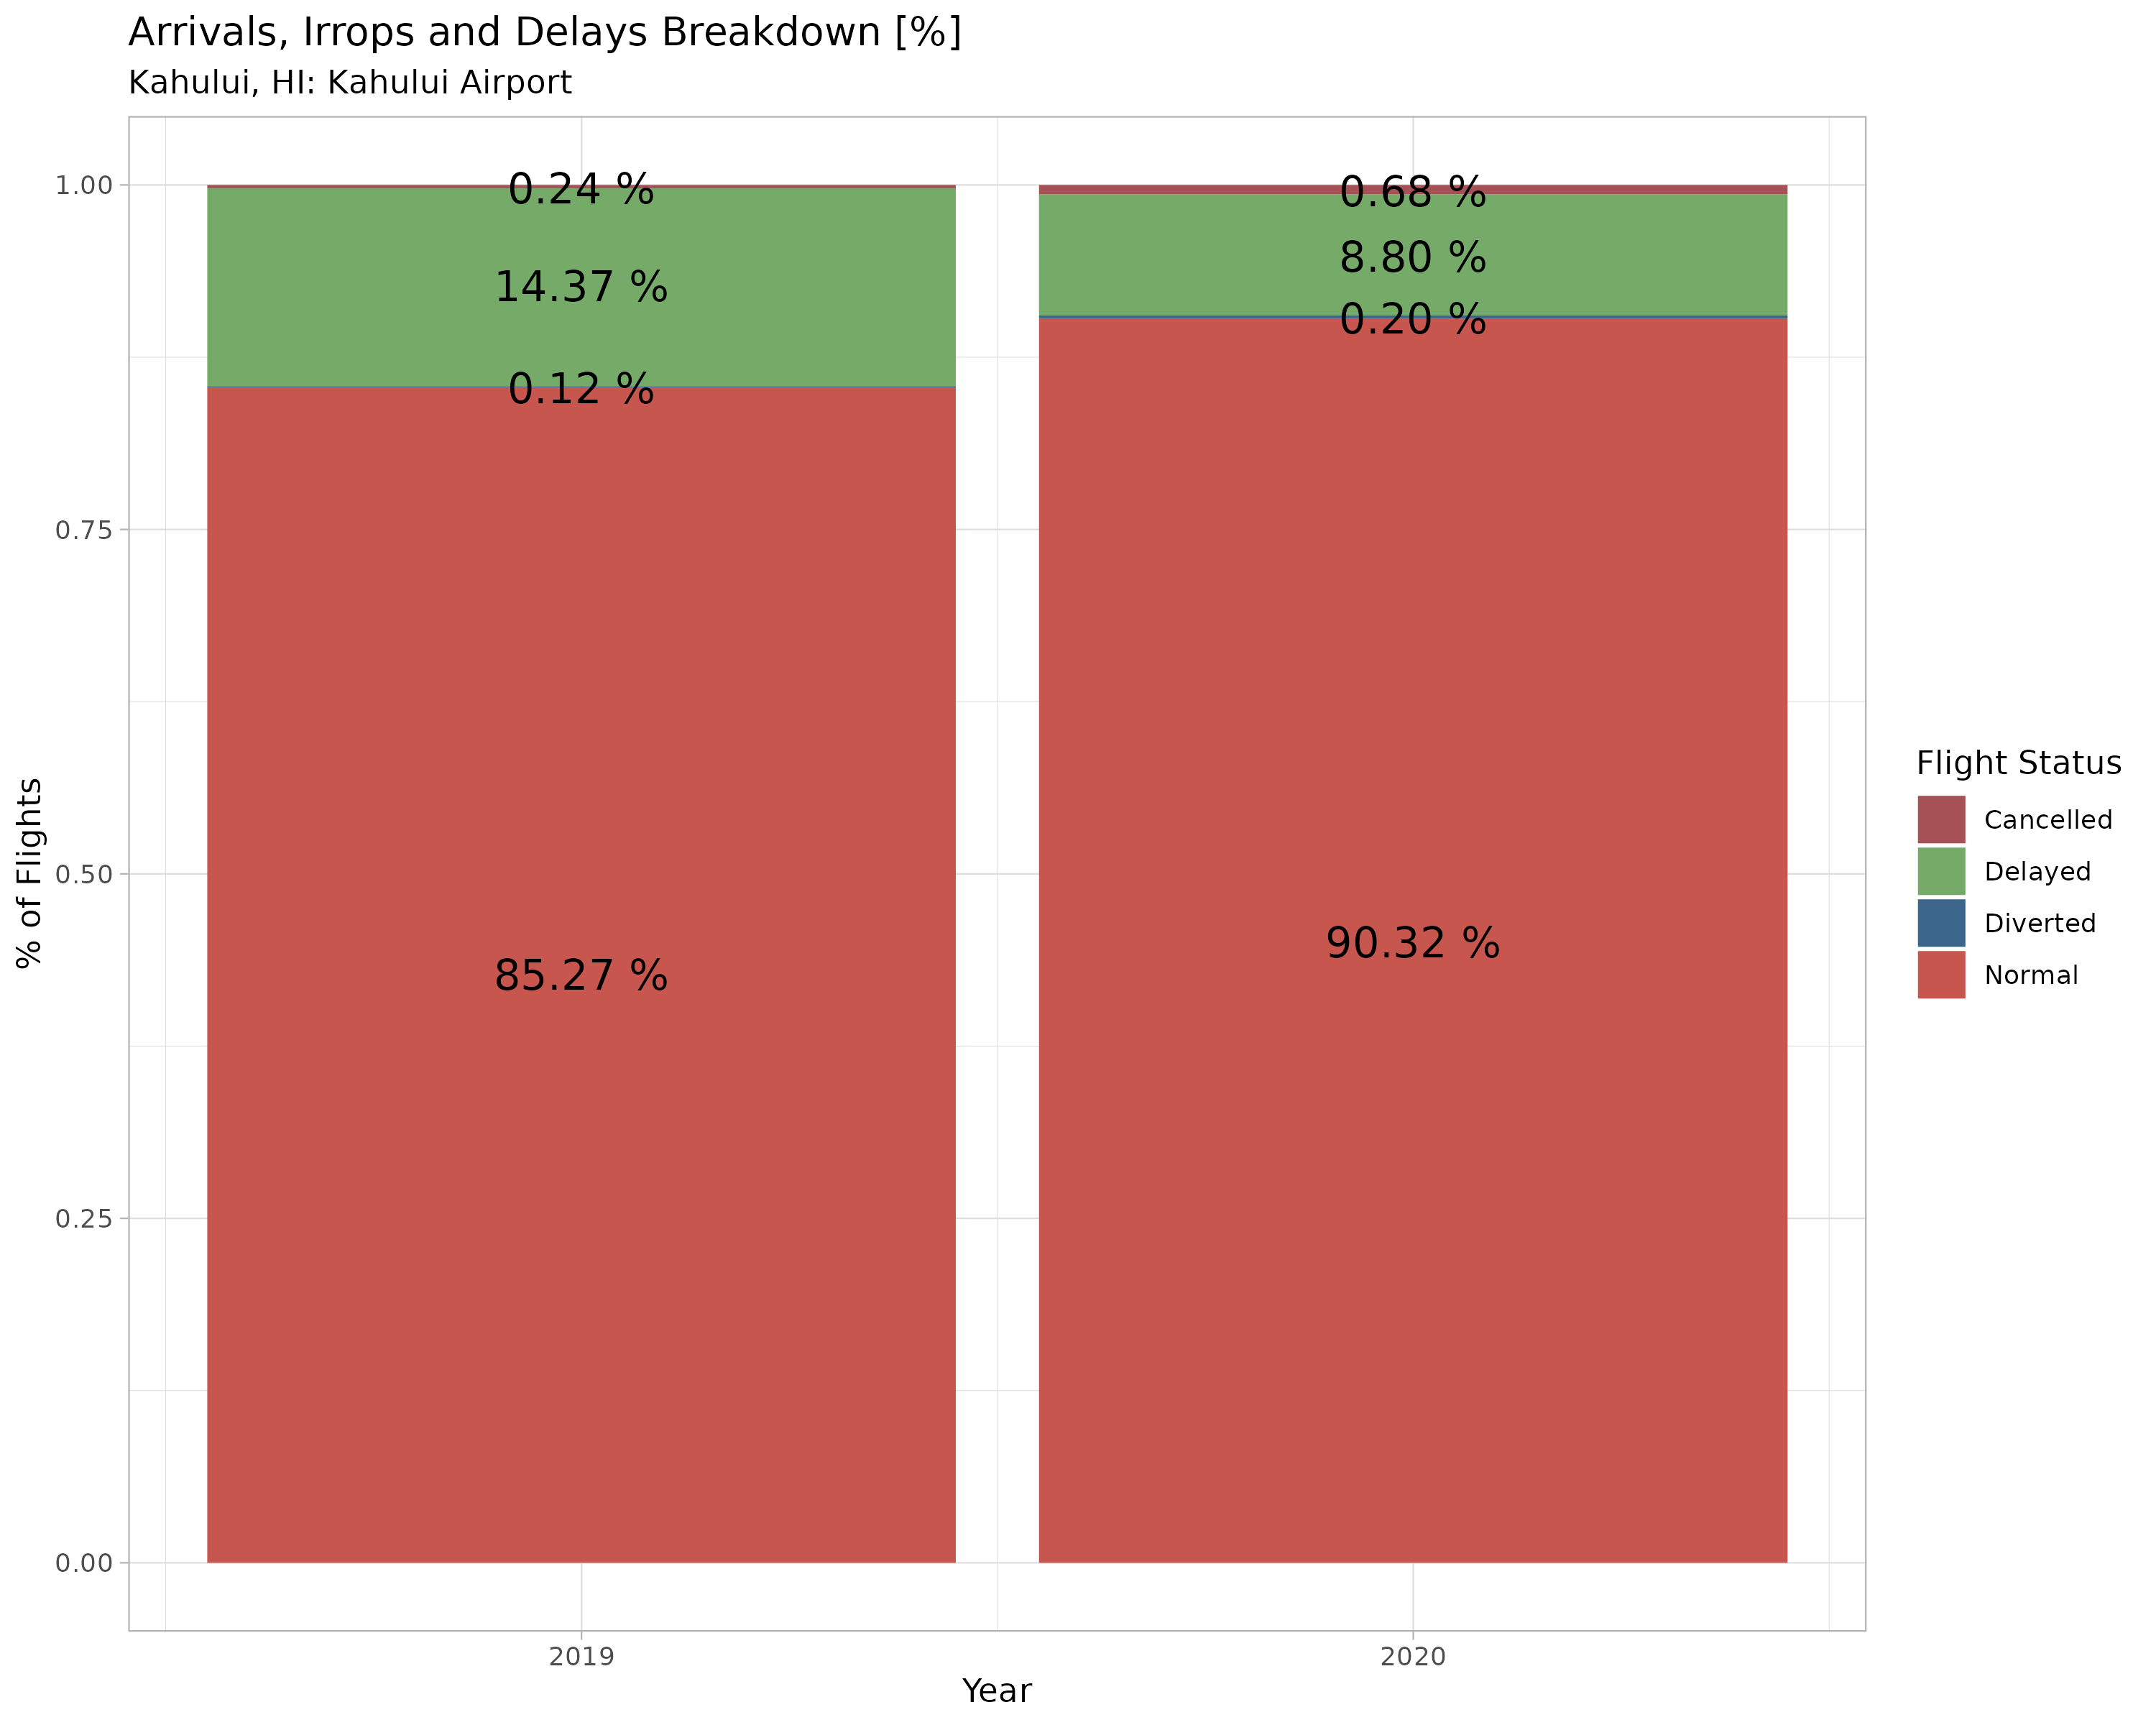 Arrivals, Irrops and Delays Breakdown [%]
Kahului, HI: Kahului Airport
% of Flights
1.00
0.75
0.50
0.25
0.00
0.24 %
14.37 %
0.12 %
85.27 %
0.68 %
8.80 %
0.20 %
90.32 %
2019
2020
Year
Flight Status
Cancelled
Delayed
Diverted
Normal